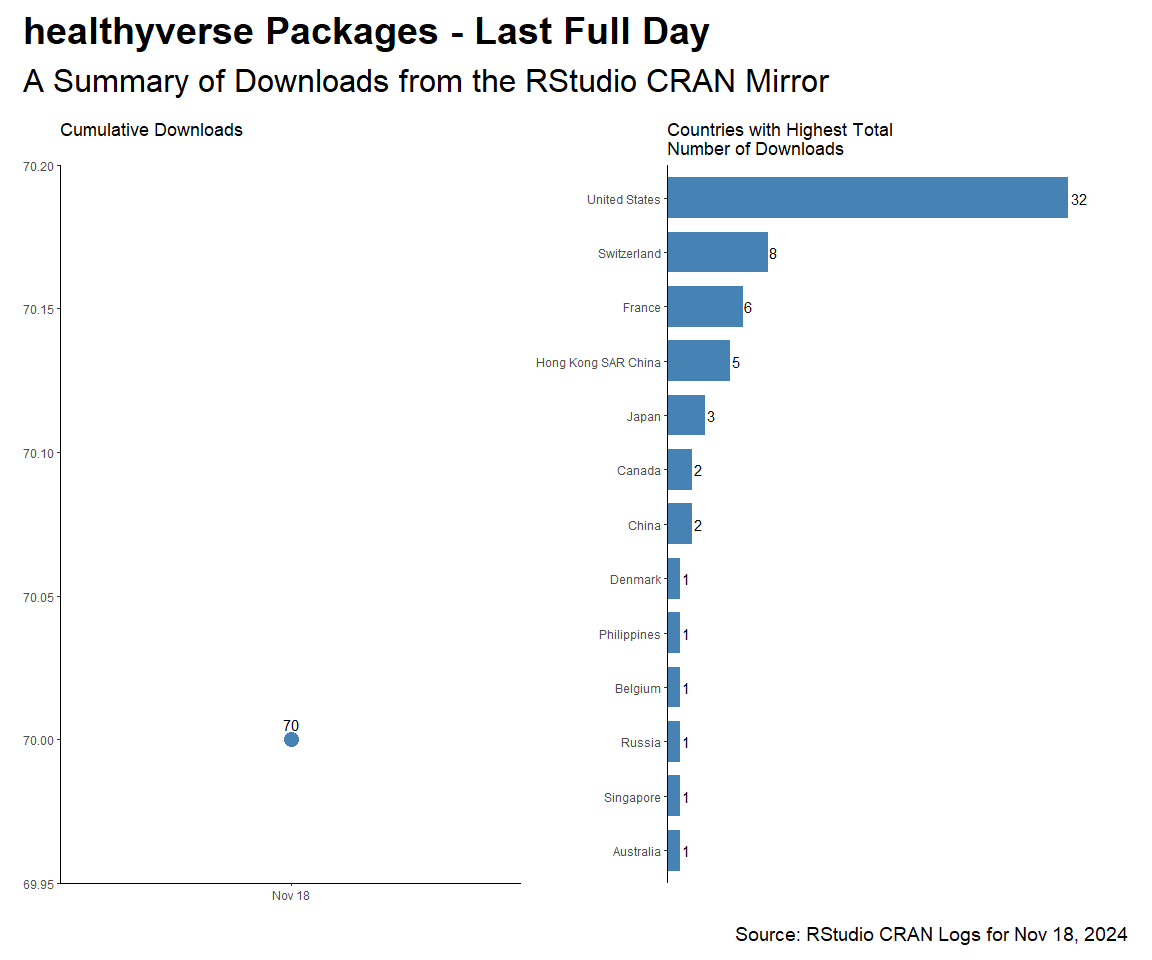 healthyverse Packages - Last Full Day
A Summary of Downloads from the RStudio CRAN Mirror
Cumulative Downloads
70.20
70.15
70.10
70.05
70.00
69.95
70
Nov 18
Countries with Highest Total
Number of Downloads
United States 32
Switzerland 8
France 6
Hong Kong SAR China 5
Japan 3
Canada 2
China 2
Denmark 1
Philippines 1
Belgium 1
Russia 1
Singapore 1
Australia 1
Source: RStudio CRAN Logs for Nov 18, 2024